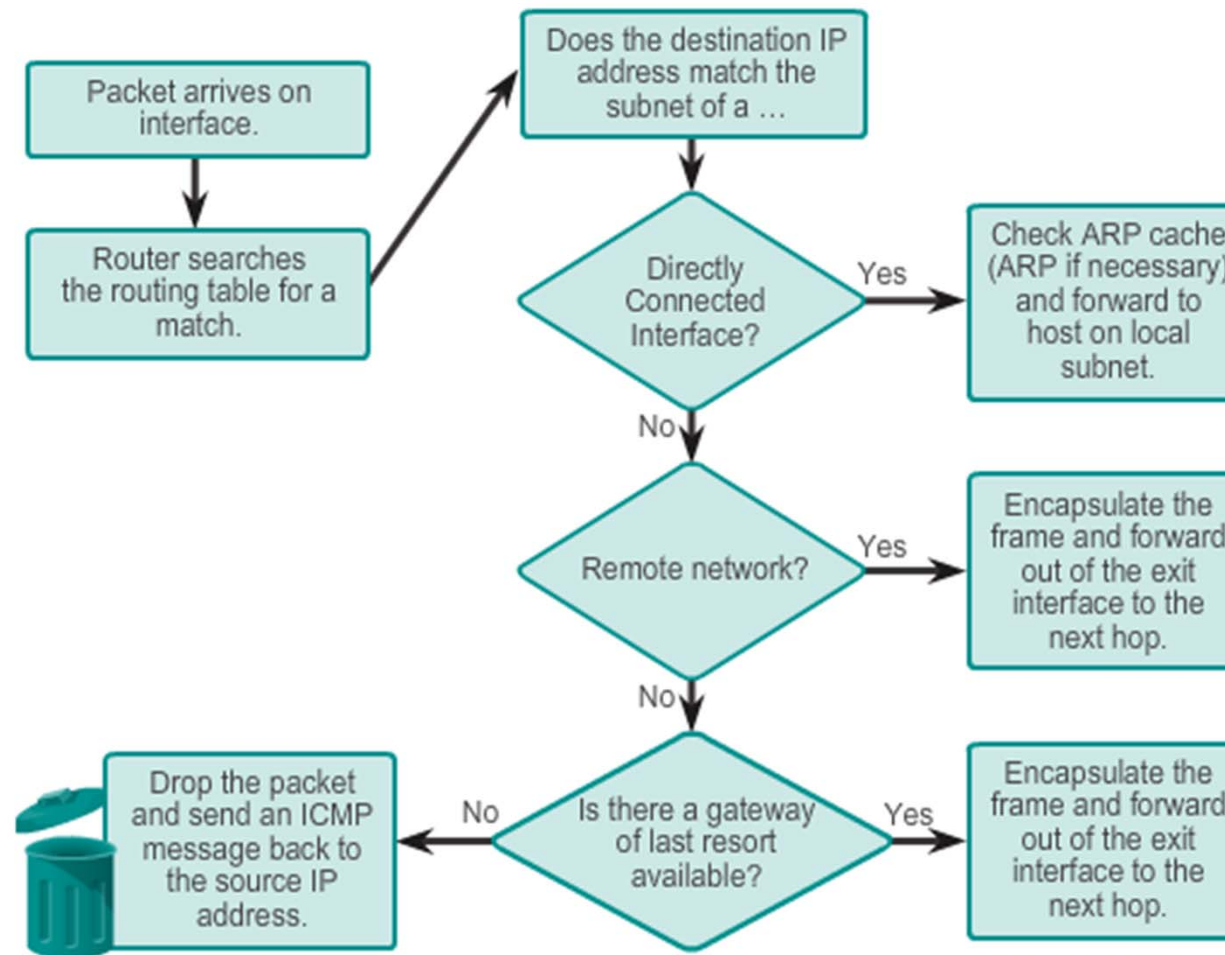 Packet arrives on
interface.
Router searches
the routing table for a
match.
Does the destination IP
address match the
subnet of a ...
Directly
Connected
Interface?
Yes
Check ARP cache
(ARP if necessary)
and forward to
host on local
subnet.
No
Remote network?
Yes
Encapsulate the
frame and forward
out of the exit
interface to the
next hop.
No
Is there a gateway
of last resort
available?
Yes
Encapsulate the
frame and forward
out of the exit
interface to the
next hop.
No
Drop the packet
and send an ICMP
message back to
the source IP
address.